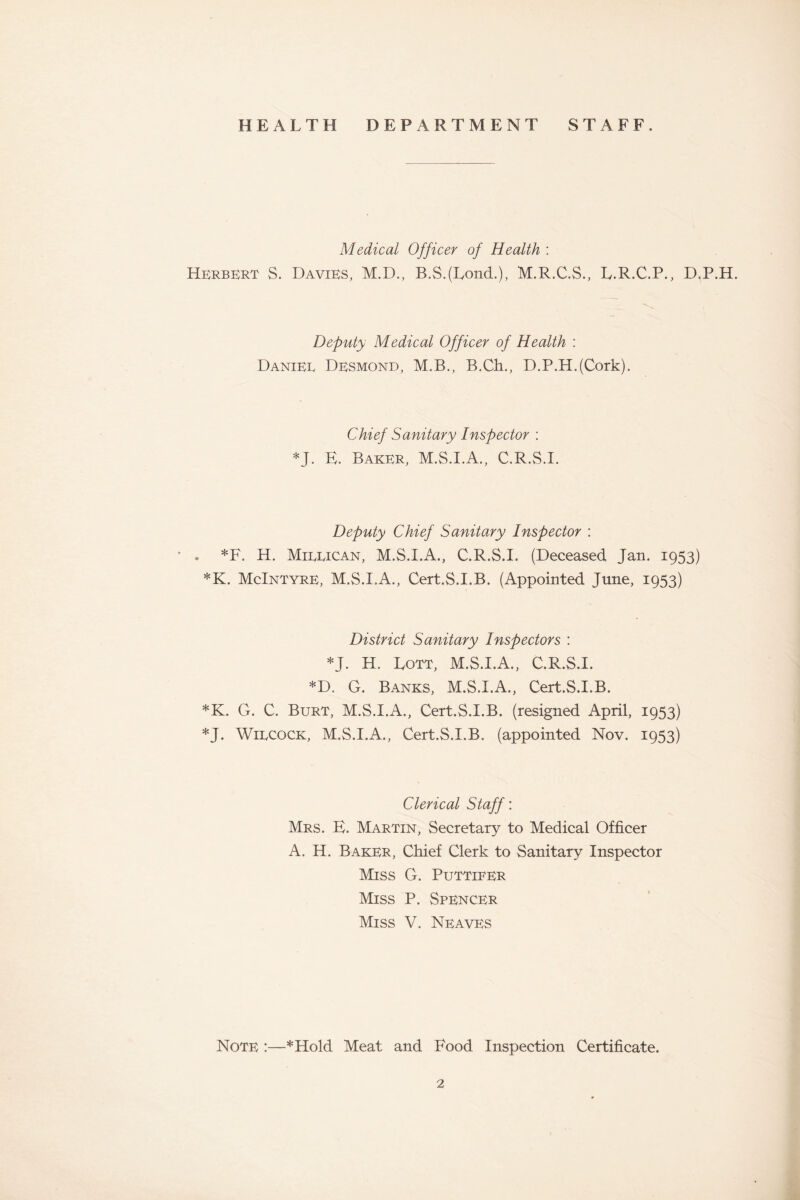 HEALTH DEPARTMENT STAFF.
Medical Officer of Health :
HERBERT S. DAVIES, M.D., B.S.(Lond.), M.R.C.S., L.R.C.P., D.P.H.
Deputy Medical Officer of Health :
DANIEL DESMOND, M.B., B.Ch., D.P.H.(Cork).
Chief Sanitary Inspector :
*J. E. BAKER, M.S.I.A., C.R.S.I.
Deputy Chief Sanitary Inspector :
*F. H. MILLICAN, M.S.I.A., C.R.S.I. (Deceased Jan. 1953)
*K. MCINTYRE, M.S.I.A., Cert.S.I.B. (Appointed June, 1953)
District Sanitary Inspectors :
*J. H. LOTT, M.S.I.A., C.R.S.I.
*D. G. BANKS, M.S.I.A., Cert.S.I.B.
*K. G. C. BURT, M.S.I.A., Cert.S.I.B. (resigned April, 1953)
*J. WILCOCK, M.S.I.A., Cert.S.I.B. (appointed Nov. 1953)
Clerical Staff :
MRS. E. MARTIN, Secretary to Medical Officer
A. H. BAKER, Chief Clerk to Sanitary Inspector
MISS G. PUTTIFER
MISS P. SPENCER
MISS V. NEAVES
NOTE :—*Hold Meat and Food Inspection Certificate.
2